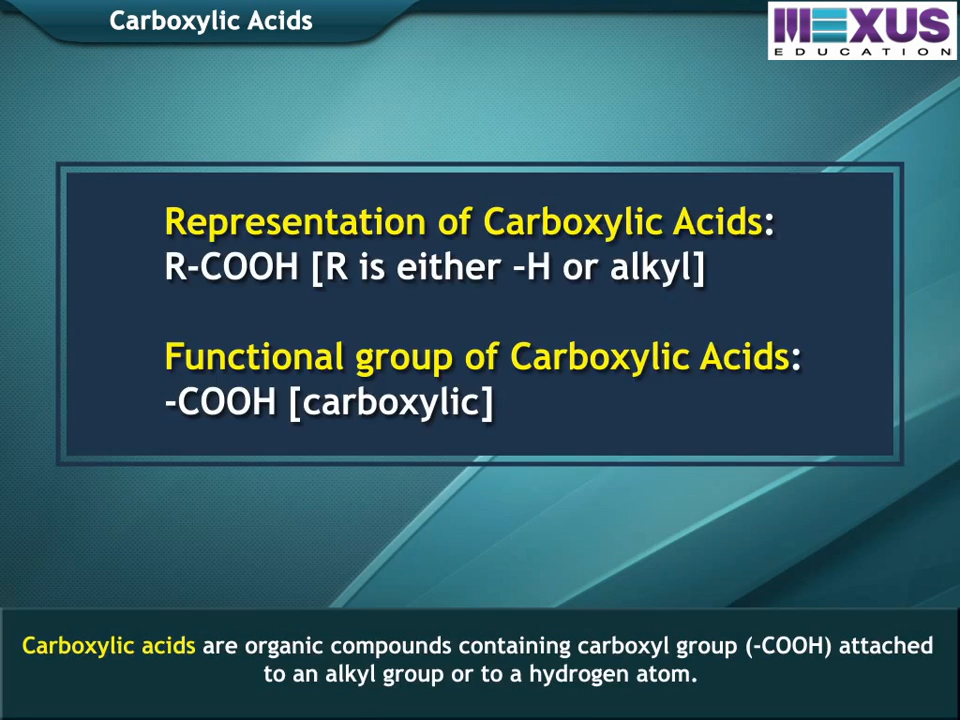 Carboxylic Acids
MEXUS
EDUCATION
Representation of Carboxylic Acids:
R-COOH [R is either -H or alkyl]
Functional group of Carboxylic Acids:
-COOH [carboxylic]
Carboxylic acids are organic compounds containing carboxyl group (-COOH) attached
to an alkyl group or to a hydrogen atom.